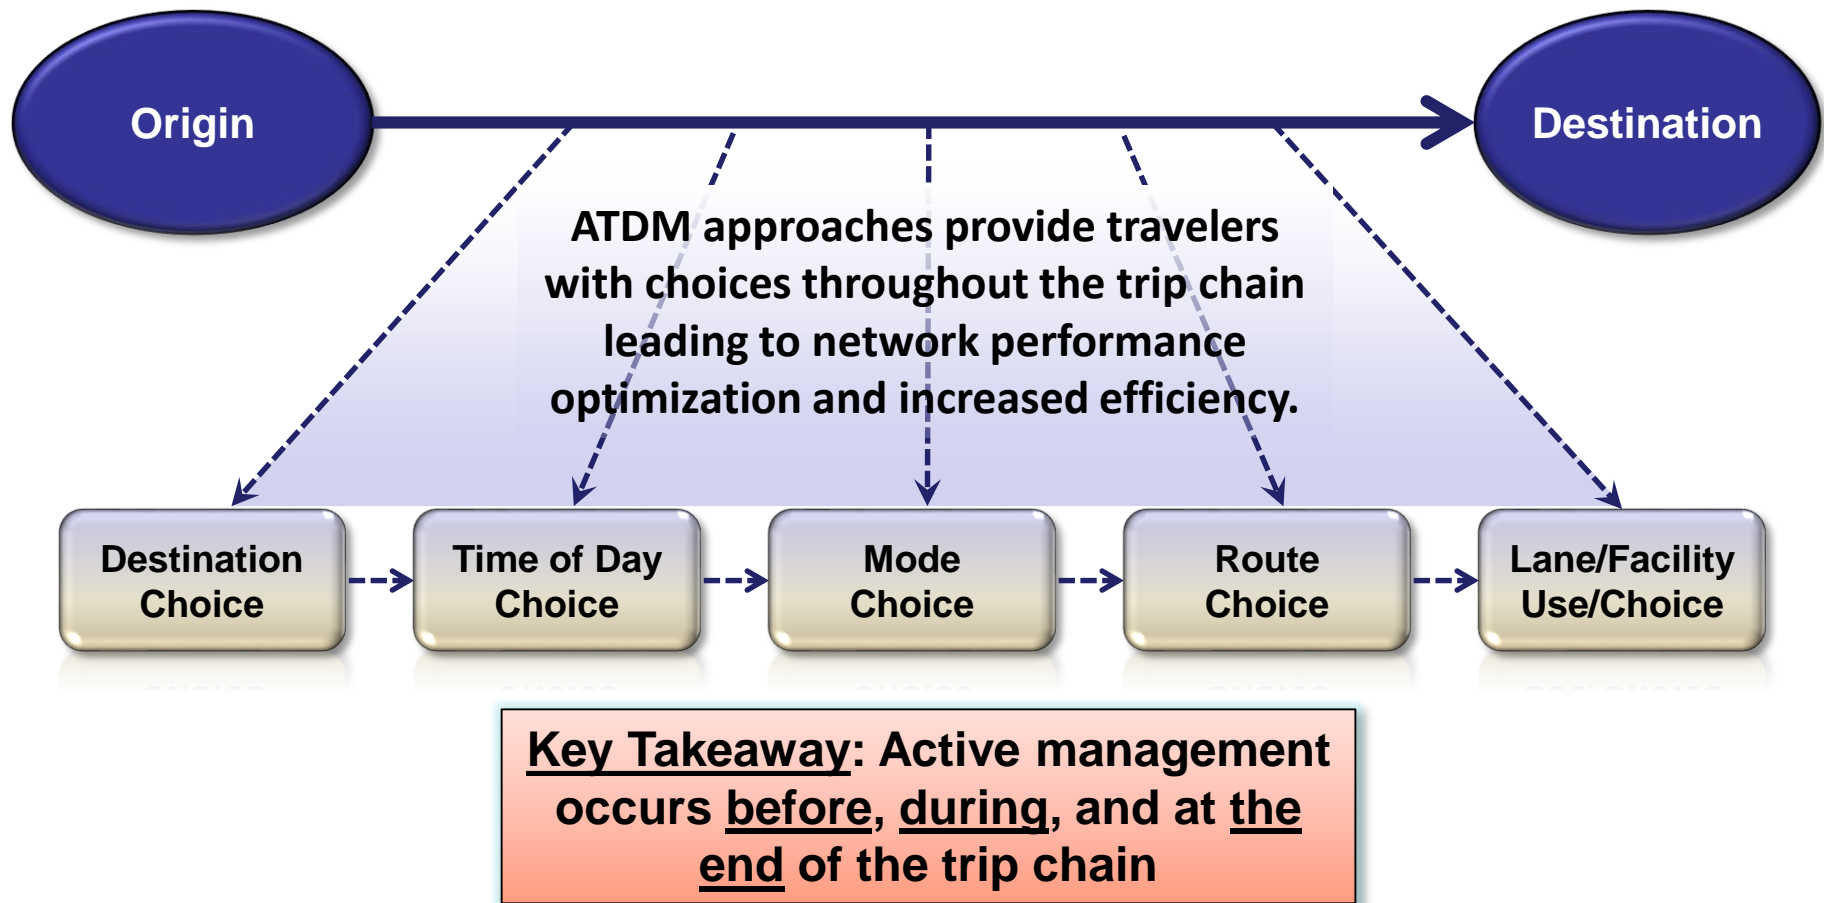 Origin
Destination
ATDM approaches provide travelers
with choices throughout the trip chain
leading to network performance
optimization and increased efficiency.
Destination
Choice
Time of Day
Choice
Mode
Choice
Route
Choice
Lane/Facility
Use/Choice
Key Takeaway: Active management
occurs before, during, and at the
end of the trip chain